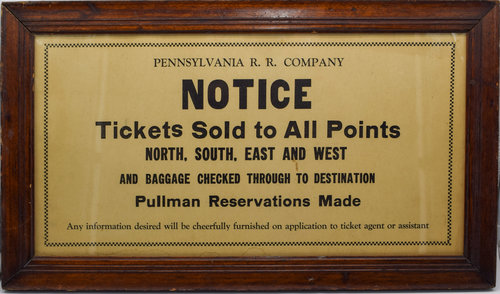 PENNSYLVANIA R. R. COMPANY
NOTICE
Tickets Sold to All Points
NORTH, SOUTH, EAST AND WEST
AND BAGGAGE CHECKED THROUGH TO DESTINATION
Pullman Reservations Made
Any information desired will be cheerfully furnished on application to ticket agent or assistant